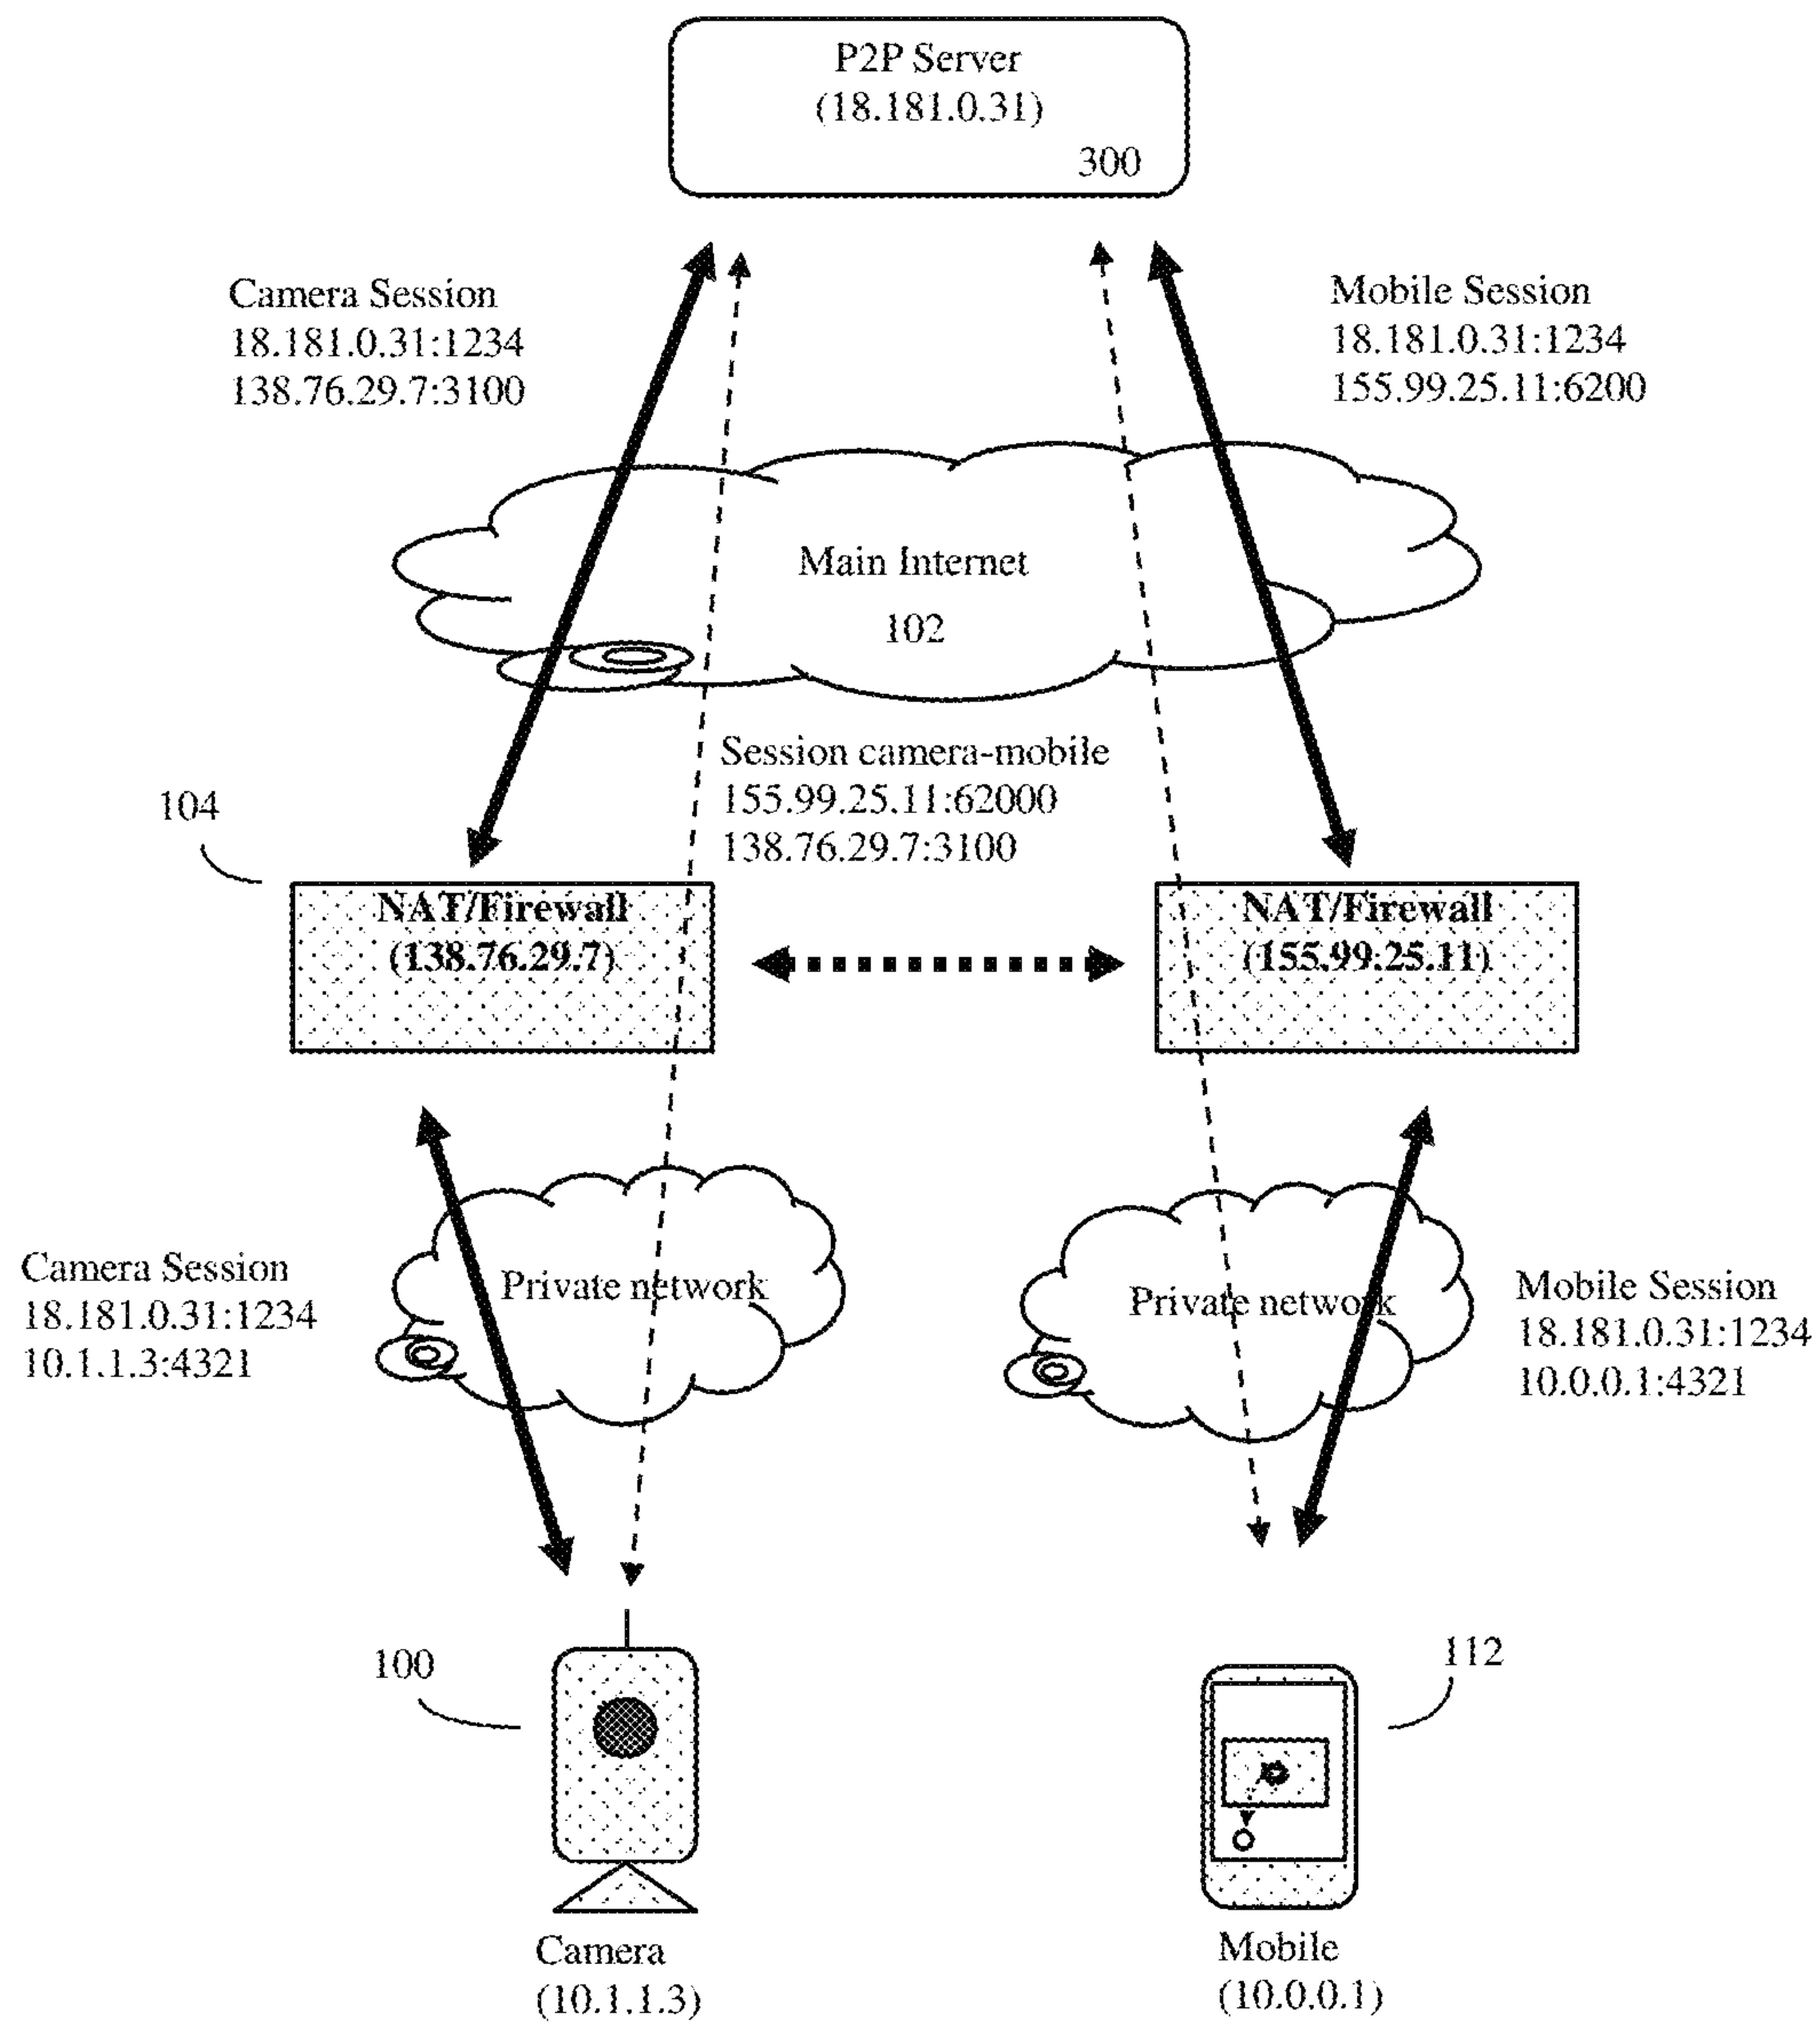 P2P Server
(18.181.0.31)
300
Camera Session
18.181.0.31:1234
138.76.29.7:3100
Mobile Session
18.181.0.31:1234
155.99.25.11:6200
Main Internet
102
Session camera-mobile
155.99.25.11:62000
138.76.29.7:3100
104
NAT/Firewall
(138.76.29.7)
NAT/Firewall
(155.99.25.11)
Camera Session
18.181.0.31:1234
10.1.1.3:4321
Private network
Private network
Mobile Session
18.181.0.31:1234
10.0.0.1:4321
100
112
Camera
(10.1.1.3)
Mobile
(10.0.0.1)